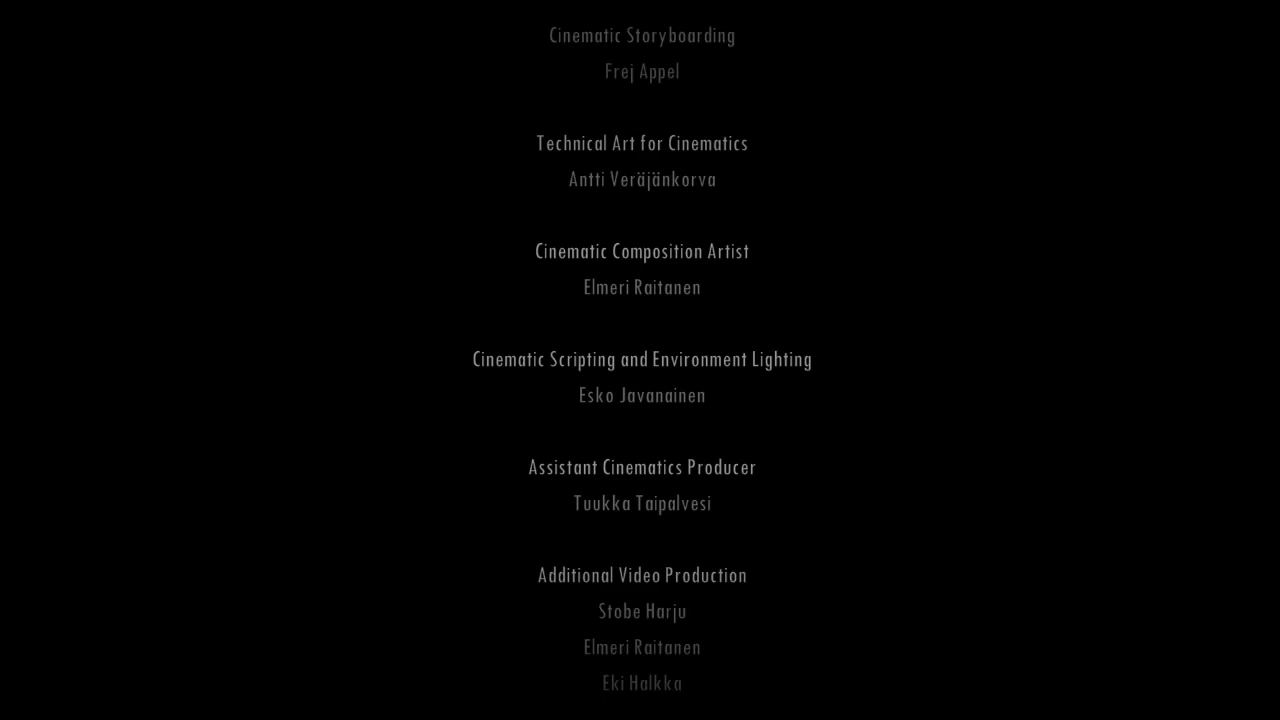 Cinematic Storyboarding
Frej Appel
Technical Art for Cinematics
Antti Veräjänkorva
Cinematic Composition Artist
Elmeri Raitanen
Cinematic Scripting and Environment Lighting
Esko Javanainen
Assistant Cinematics Producer
Tuukka Taipalvesi
Additional Video Production
Stobe Harju
Elmeri Raitanen
Eki Halkka